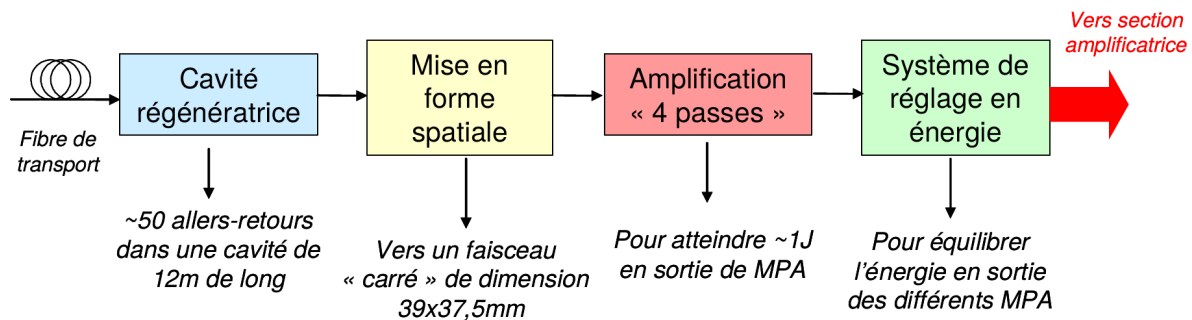 Fibre de
transport
Cavité
régénératrice
~50 allers-retours
dans une cavité de
12m de long
Mise en
forme
spatiale
Vers un faisceau
« carré » de dimension
39x37,5mm
Amplification
« 4 passes »
Pour atteindre ~1J
en sortie de MPA
Système de
réglage en
énergie
Pour équilibrer
l'énergie en sortie
des différents MPA
Vers section
amplificatrice